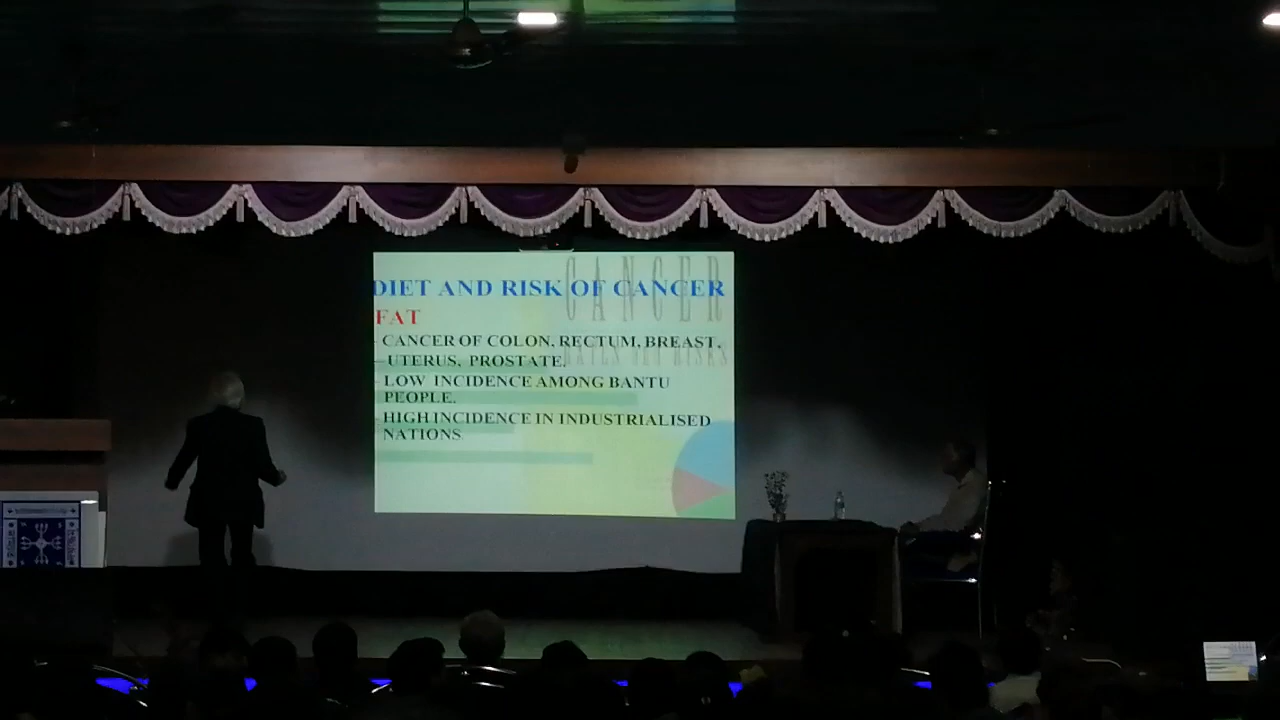 CANCER
DIET AND RISK OF CANCER
FAT
- CANCER OF COLON, RECTUM, BREAST,
UTERUS, PROSTATE.
- LOW INCIDENCE AMONG BANTU
PEOPLE.
- HIGH INCIDENCE IN INDUSTRIALISED
NATIONS.